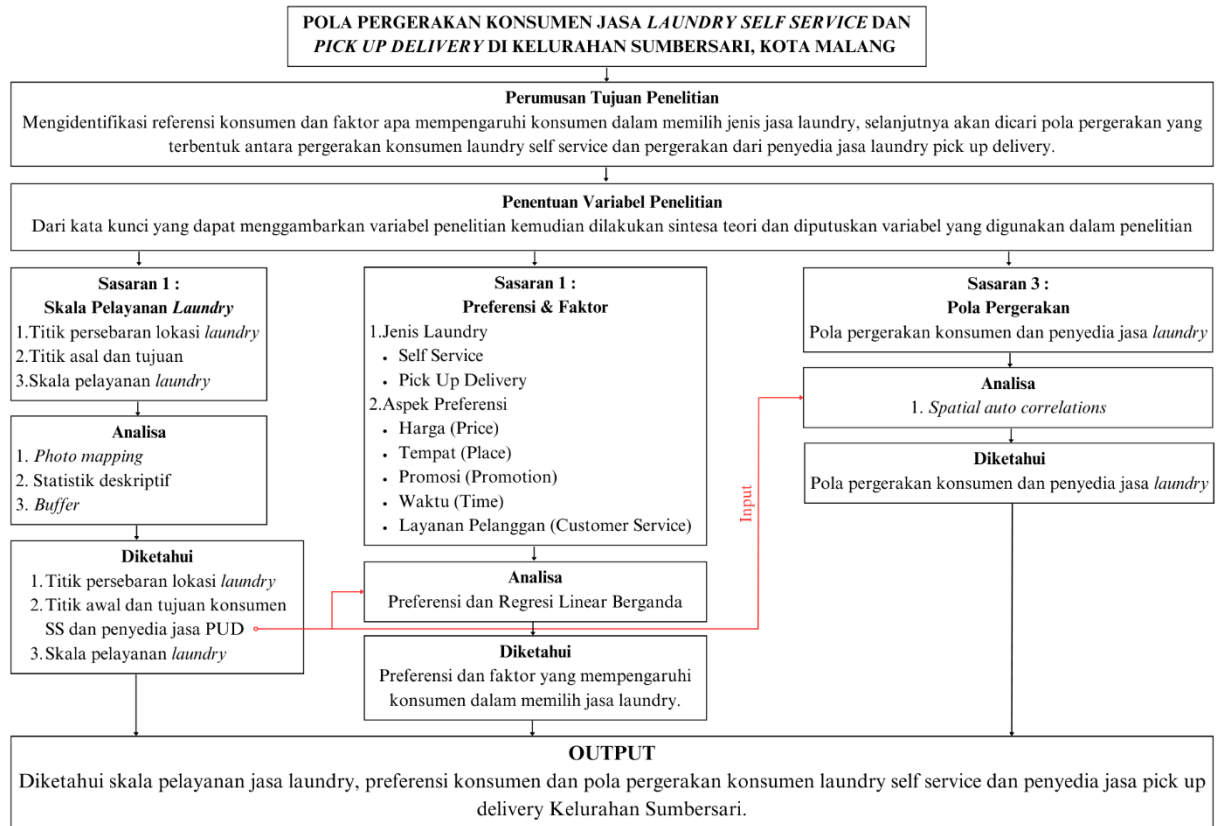 POLA PERGERAKAN KONSUMEN JASA LAUNDRY SELF SERVICE DAN
PICK UP DELIVERY DI KELURAHAN SUMBERSARI, KOTA MALANG
Perumusan Tujuan Penelitian
Mengidentifikasi referensi konsumen dan faktor apa mempengaruhi konsumen dalam memilih jenis jasa laundry, selanjutnya akan dicari pola pergerakan yang
terbentuk antara pergerakan konsumen laundry self service dan pergerakan dari penyedia jasa laundry pick up delivery.
Penentuan Variabel Penelitian
Dari kata kunci yang dapat menggambarkan variabel penelitian kemudian dilakukan sintesa teori dan diputuskan variabel yang digunakan dalam penelitian
Sasaran 1 :
Skala Pelayanan Laundry
1.Titik persebaran lokasi laundry
2.Titik asal dan tujuan
3.Skala pelayanan laundry
Analisa
1. Photo mapping
2. Statistik deskriptif
3. Buffer
Diketahui
1. Titik persebaran lokasi laundry
2. Titik awal dan tujuan konsumen
SS dan penyedia jasa PUD
3. Skala pelayanan laundry
Sasaran 1 :
Preferensi & Faktor
1.Jenis Laundry
• Self Service
• Pick Up Delivery
2.Aspek Preferensi
• Harga (Price)
• Tempat (Place)
• Promosi (Promotion)
• Waktu (Time)
• Layanan Pelanggan (Customer Service)
Analisa
Preferensi dan Regresi Linear Berganda
Diketahui
Preferensi dan faktor yang mempengaruhi
konsumen dalam memilih jasa laundry.
Input
Sasaran 3 :
Pola Pergerakan
Pola pergerakan konsumen dan penyedia jasa laundry
Analisa
1. Spatial auto correlations
Diketahui
Pola pergerakan konsumen dan penyedia jasa laundry
OUTPUT
Diketahui skala pelayanan jasa laundry, preferensi konsumen dan pola pergerakan konsumen laundry self service dan penyedia jasa pick up
delivery Kelurahan Sumbersari.